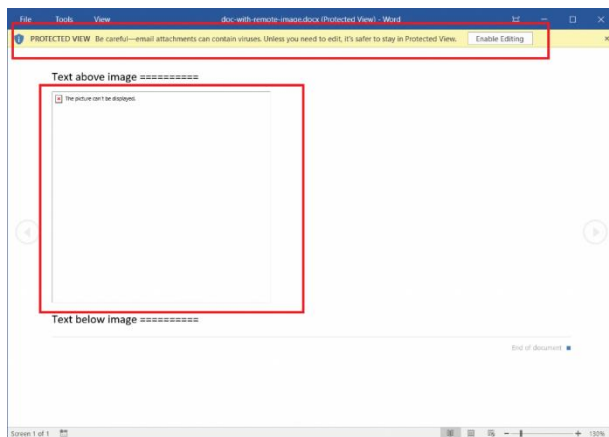 File Tools View doc-with-remote-image.docx (Protected View) - Word
PROTECTED VIEW Be careful—email attachments can contain viruses. Unless you need to edit, it's safer to stay in Protected View. Enable Editing
Text above image ==========
The picture can't be displayed.
Text below image ==========
End of document
Screen 1 of 1 130%